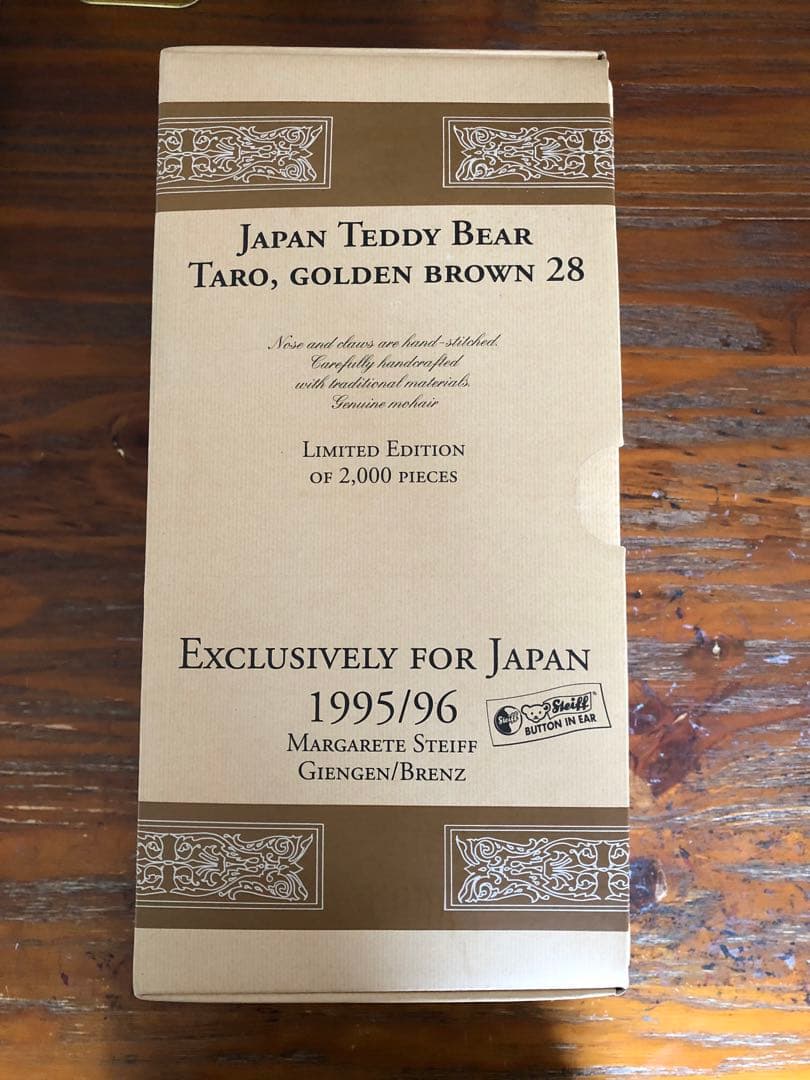 JAPAN TEDDY BEAR
TARO, GOLDEN BROWN 28
Nose and claws are hand-stitched.
Carefully handcrafted
with traditional materials.
Genuine mohair
LIMITED EDITION
OF 2,000 PIECES
EXCLUSIVELY FOR JAPAN
1995/96
MARGARETE STEIFF
GIENGEN/BRENZ
Steiff
Steiff®
BUTTON IN EAR